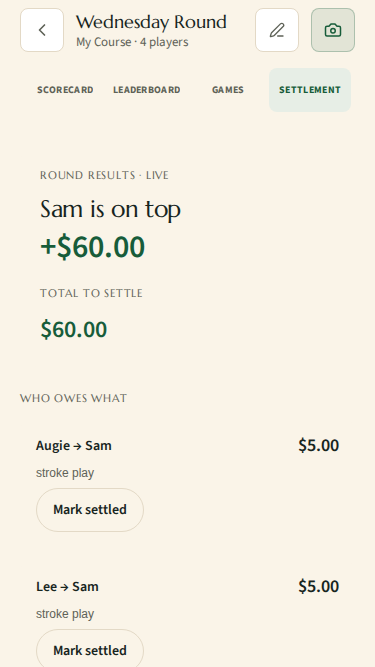 Wednesday Round
My Course · 4 players
SCORECARD LEADERBOARD GAMES SETTLEMENT
ROUND RESULTS · LIVE
Sam is on top
+$60.00
TOTAL TO SETTLE
$60.00
WHO OWES WHAT
Augie → Sam $5.00
stroke play
Mark settled
Lee → Sam $5.00
stroke play
Mark settled